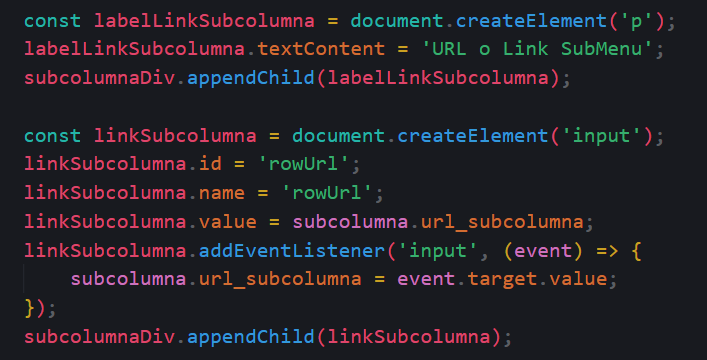 const labelLinkSubcolumna = document.createElement('p');
labelLinkSubcolumna.textContent = 'URL o Link SubMenu';
subcolumnaDiv.appendChild(labelLinkSubcolumna);

const linkSubcolumna = document.createElement('input');
linkSubcolumna.id = 'rowUrl';
linkSubcolumna.name = 'rowUrl';
linkSubcolumna.value = subcolumna.url_subcolumna;
linkSubcolumna.addEventListener('input', (event) => {
    subcolumna.url_subcolumna = event.target.value;
});
subcolumnaDiv.appendChild(linkSubcolumna);